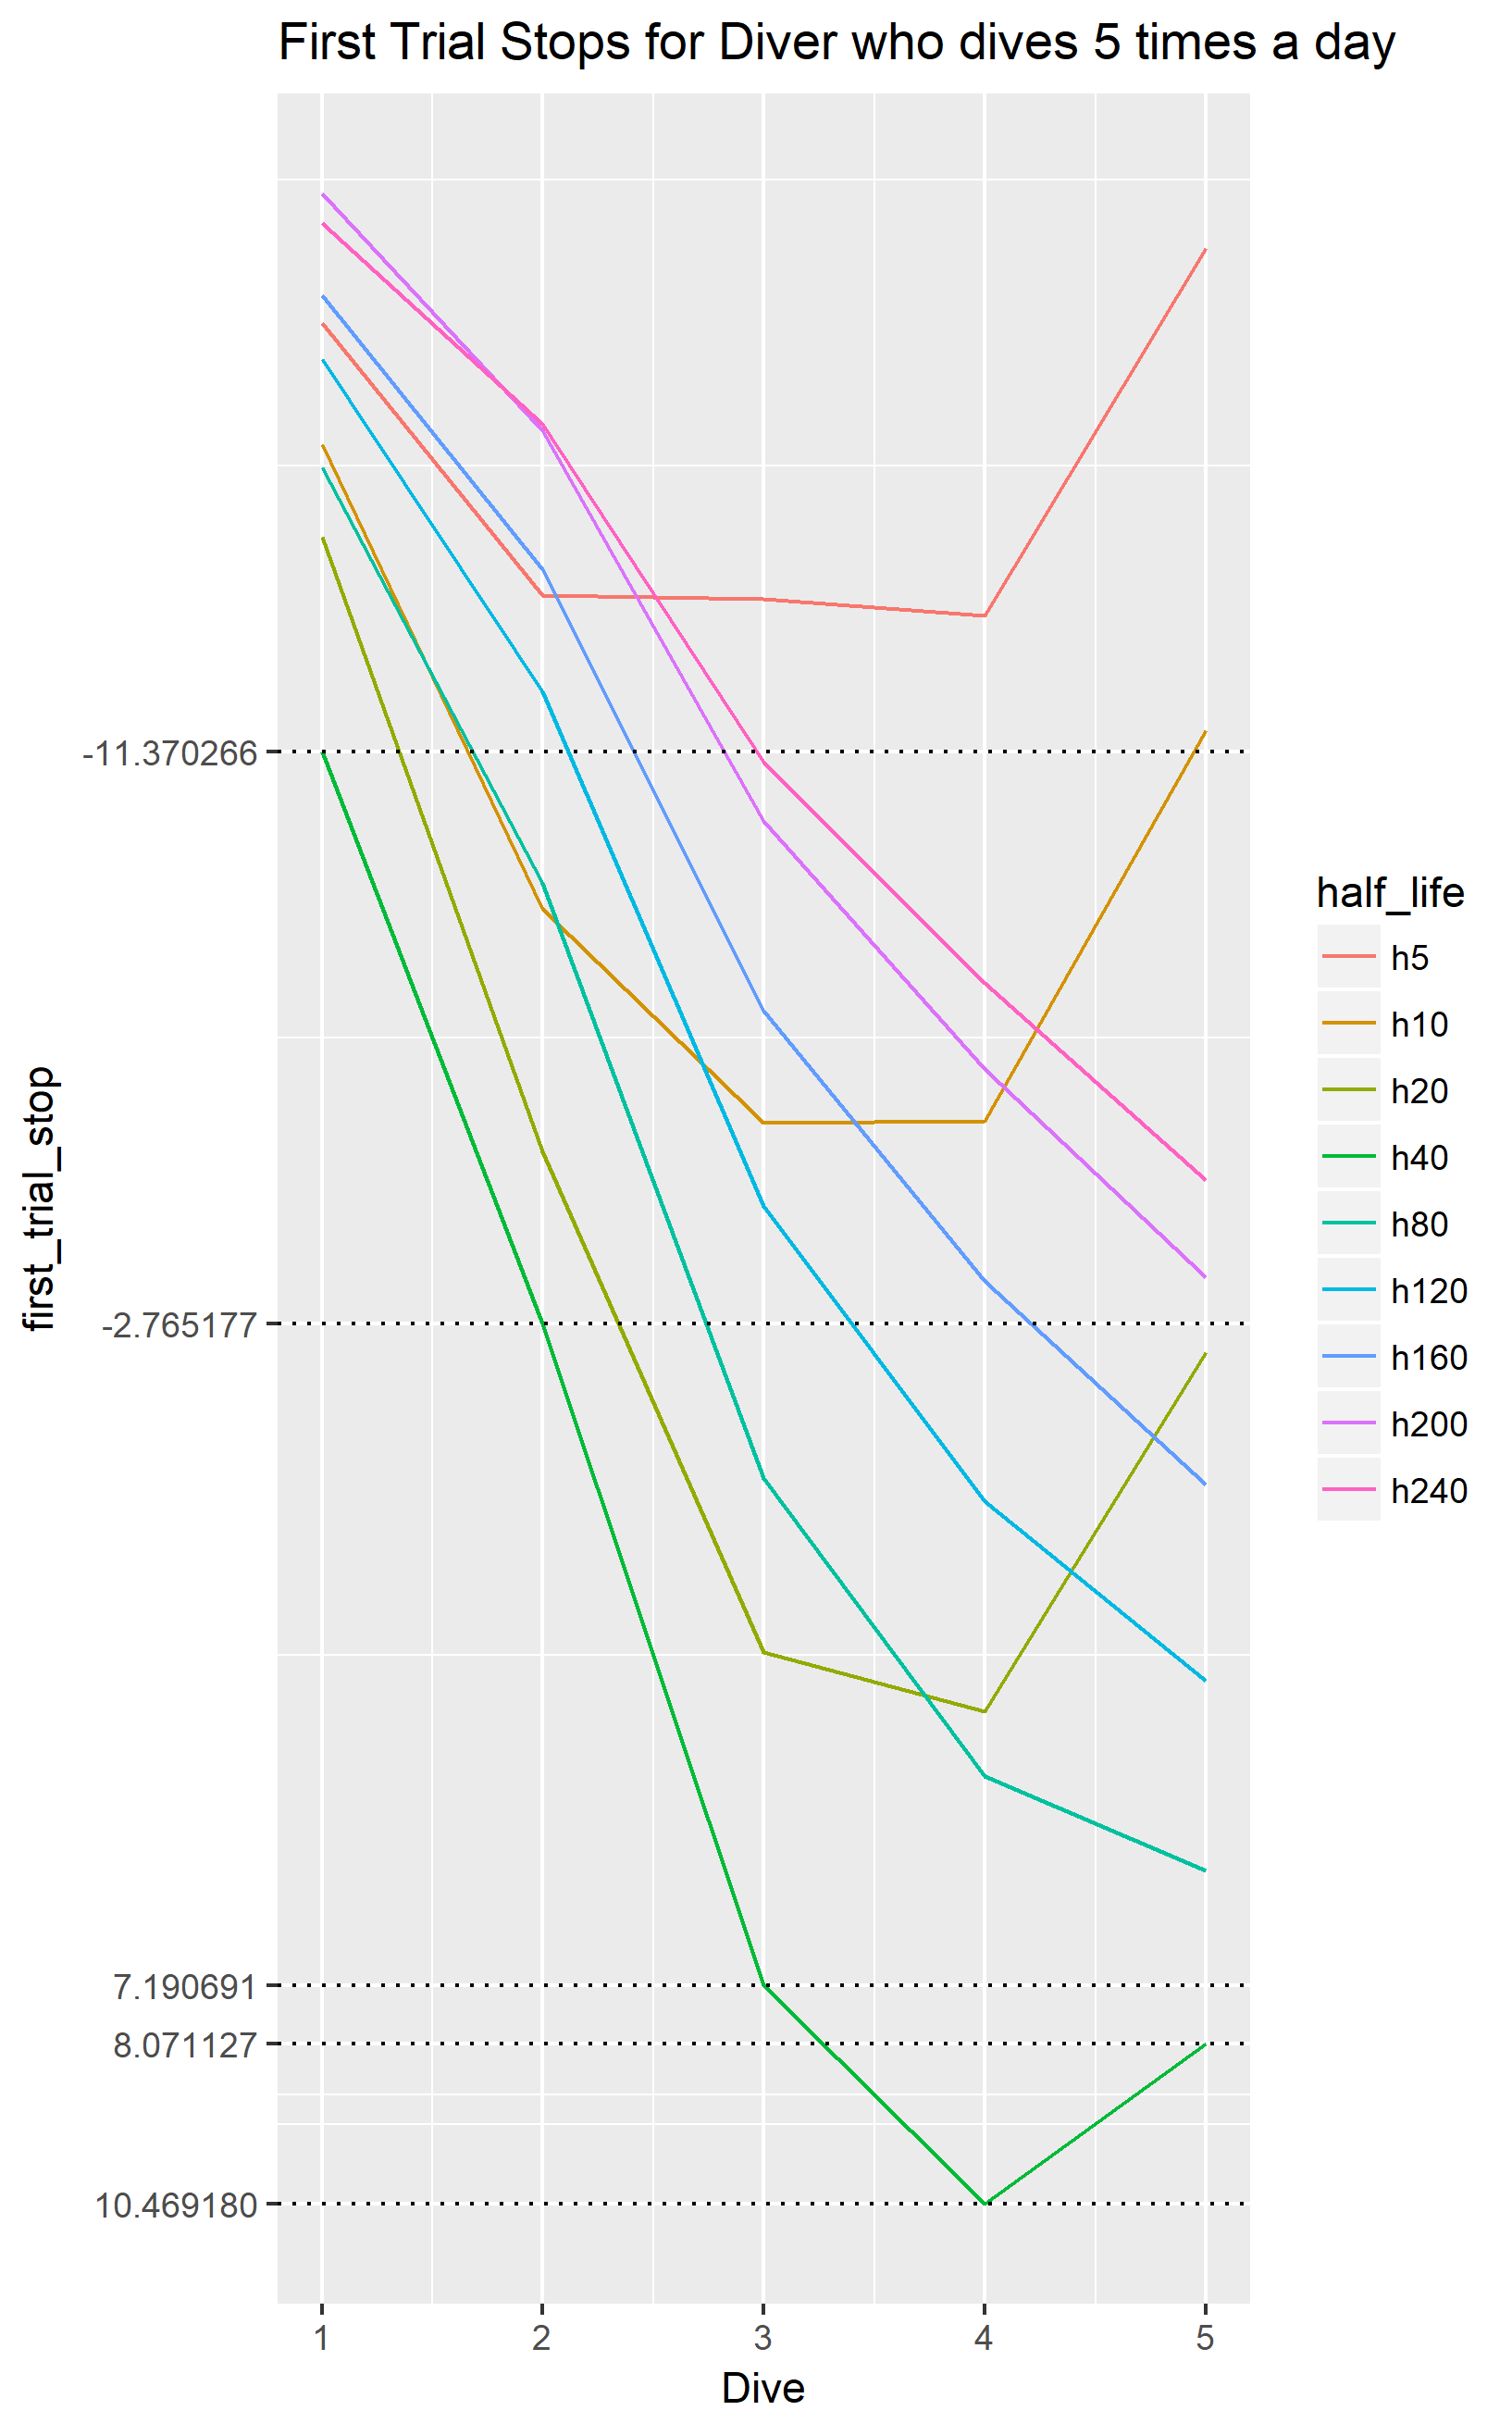 First Trial Stops for Diver who dives 5 times a day
first_trial_stop
-11.370266
-2.765177
7.190691
8.071127
10.469180
1 2 3 4 5
Dive
half_life
h5
h10
h20
h40
h80
h120
h160
h200
h240